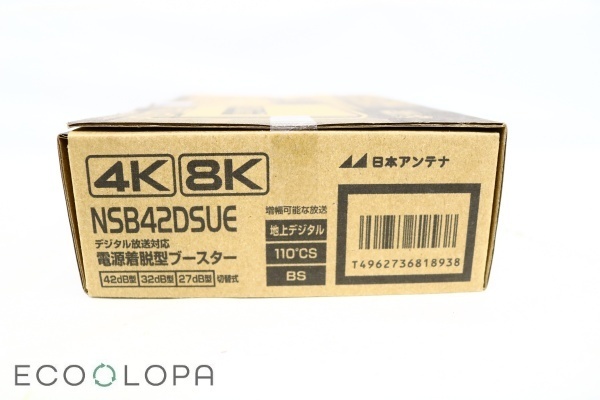 4K 8K
NSB42DSUE
デジタル放送対応
電源着脱型ブースター
42dB型 32dB型 27dB型 切替式
増幅可能な放送
地上デジタル
110°CS
BS
日本アンテナ
T4962736818938
ECOOLOPA